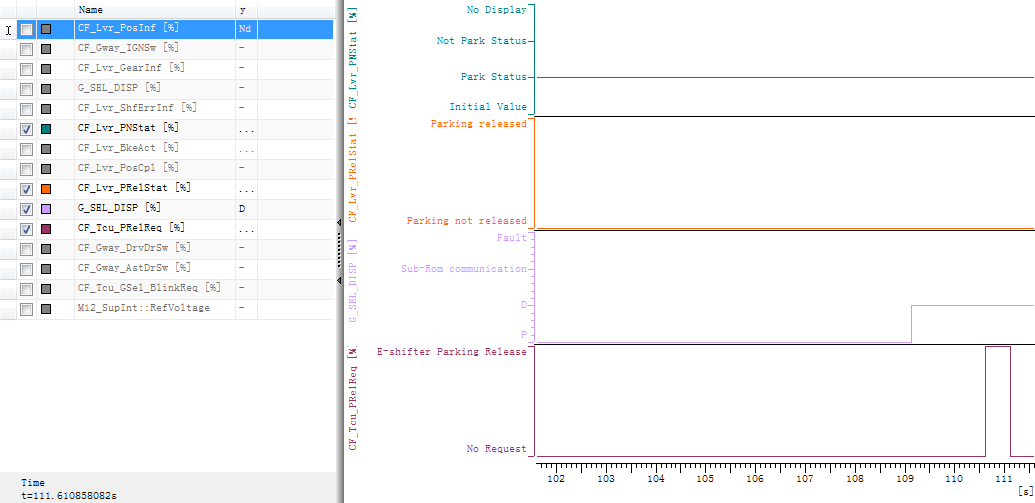 Name y
CF_Lvr_PosInf [%] Nd
CF_Gway_IGNSw [%] -
CF_Lvr_GearInf [%] -
G_SEL_DISP [%] -
CF_Lvr_ShfErrInf [%] -
CF_Lvr_PNStat [%] ...
CF_Lvr_BkeAct [%] ...
CF_Lvr_PosCpl [%] -
CF_Lvr_PRelStat [%] ...
G_SEL_DISP [%] D
CF_Tcu_PRelReq [%] ...
CF_Gway_DrvDrSw [%] -
CF_Gway_AstDrSw [%] -
CF_Tcu_GSel_BlinkReq [%] -
M12_SupInt::RefVoltage -
Time
t=111.610858082s
CF_Lvr_PNStat [%]
No Display
Not Park Status
Park Status
Initial Value
CF_Lvr_PRelStat [%
Parking released
Parking not released
G_SEL_DISP [%]
Fault
Sub-Rom communication
D
P
CF_Tcu_PRelReq [%
E-shifter Parking Release
No Request
102 103 104 105 106 107 108 109 110 111
[s]